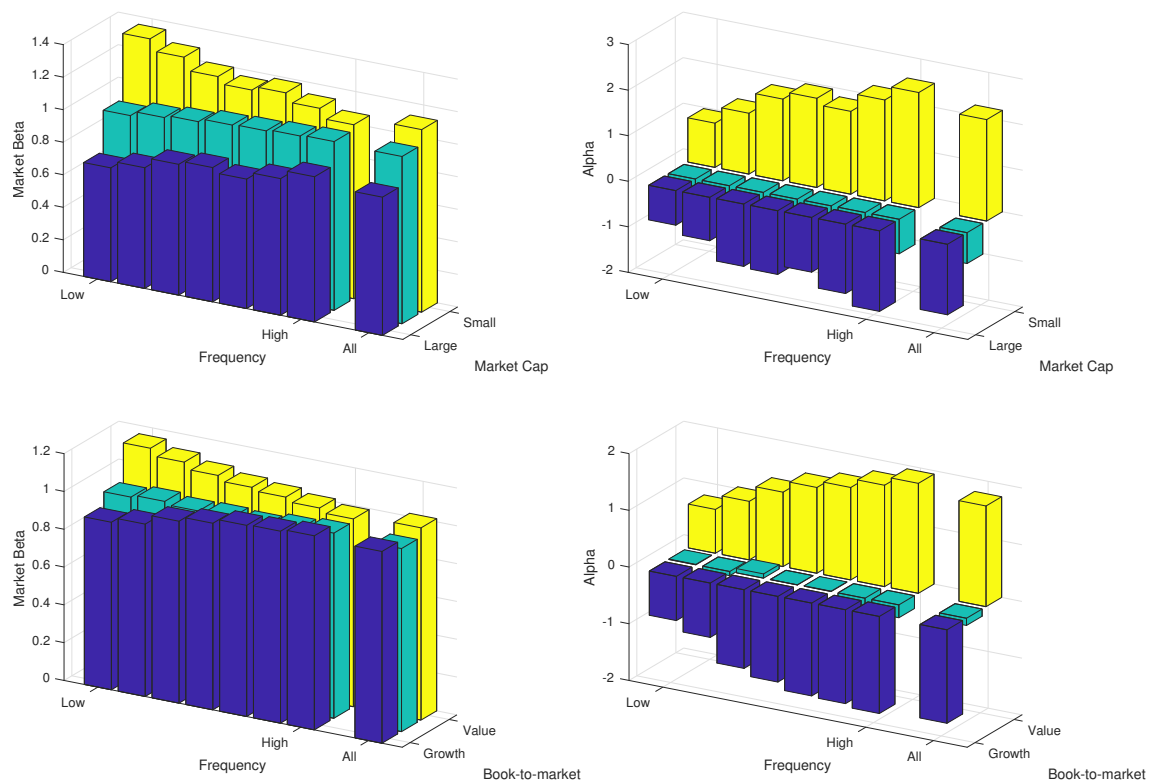 1.4
1.2
1
0.8
0.6
0.4
0.2
0
Market Beta
Low
High
All
Frequency
Small
Large
Market Cap
3
2
1
0
-1
-2
Alpha
Low
High
All
Frequency
Small
Large
Market Cap
1.2
1
0.8
0.6
0.4
0.2
0
Market Beta
Low
High
All
Frequency
Value
Growth
Book-to-market
2
1
0
-1
-2
Alpha
Low
High
All
Frequency
Value
Growth
Book-to-market